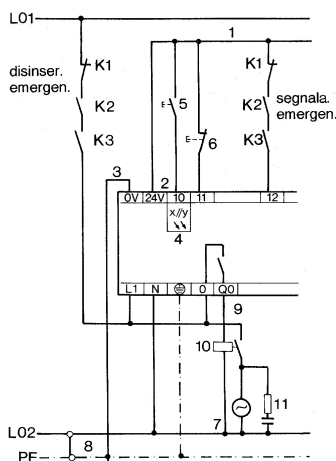 L01
1
disinser.
emergen.
K1
K2
K3
5
6
K1
K2
K3
segnala.
emergen.
3
2
0V 24V 10 11 12
x//y
4
L1 N 0 Q0
9
10
7
11
L02
8
PE